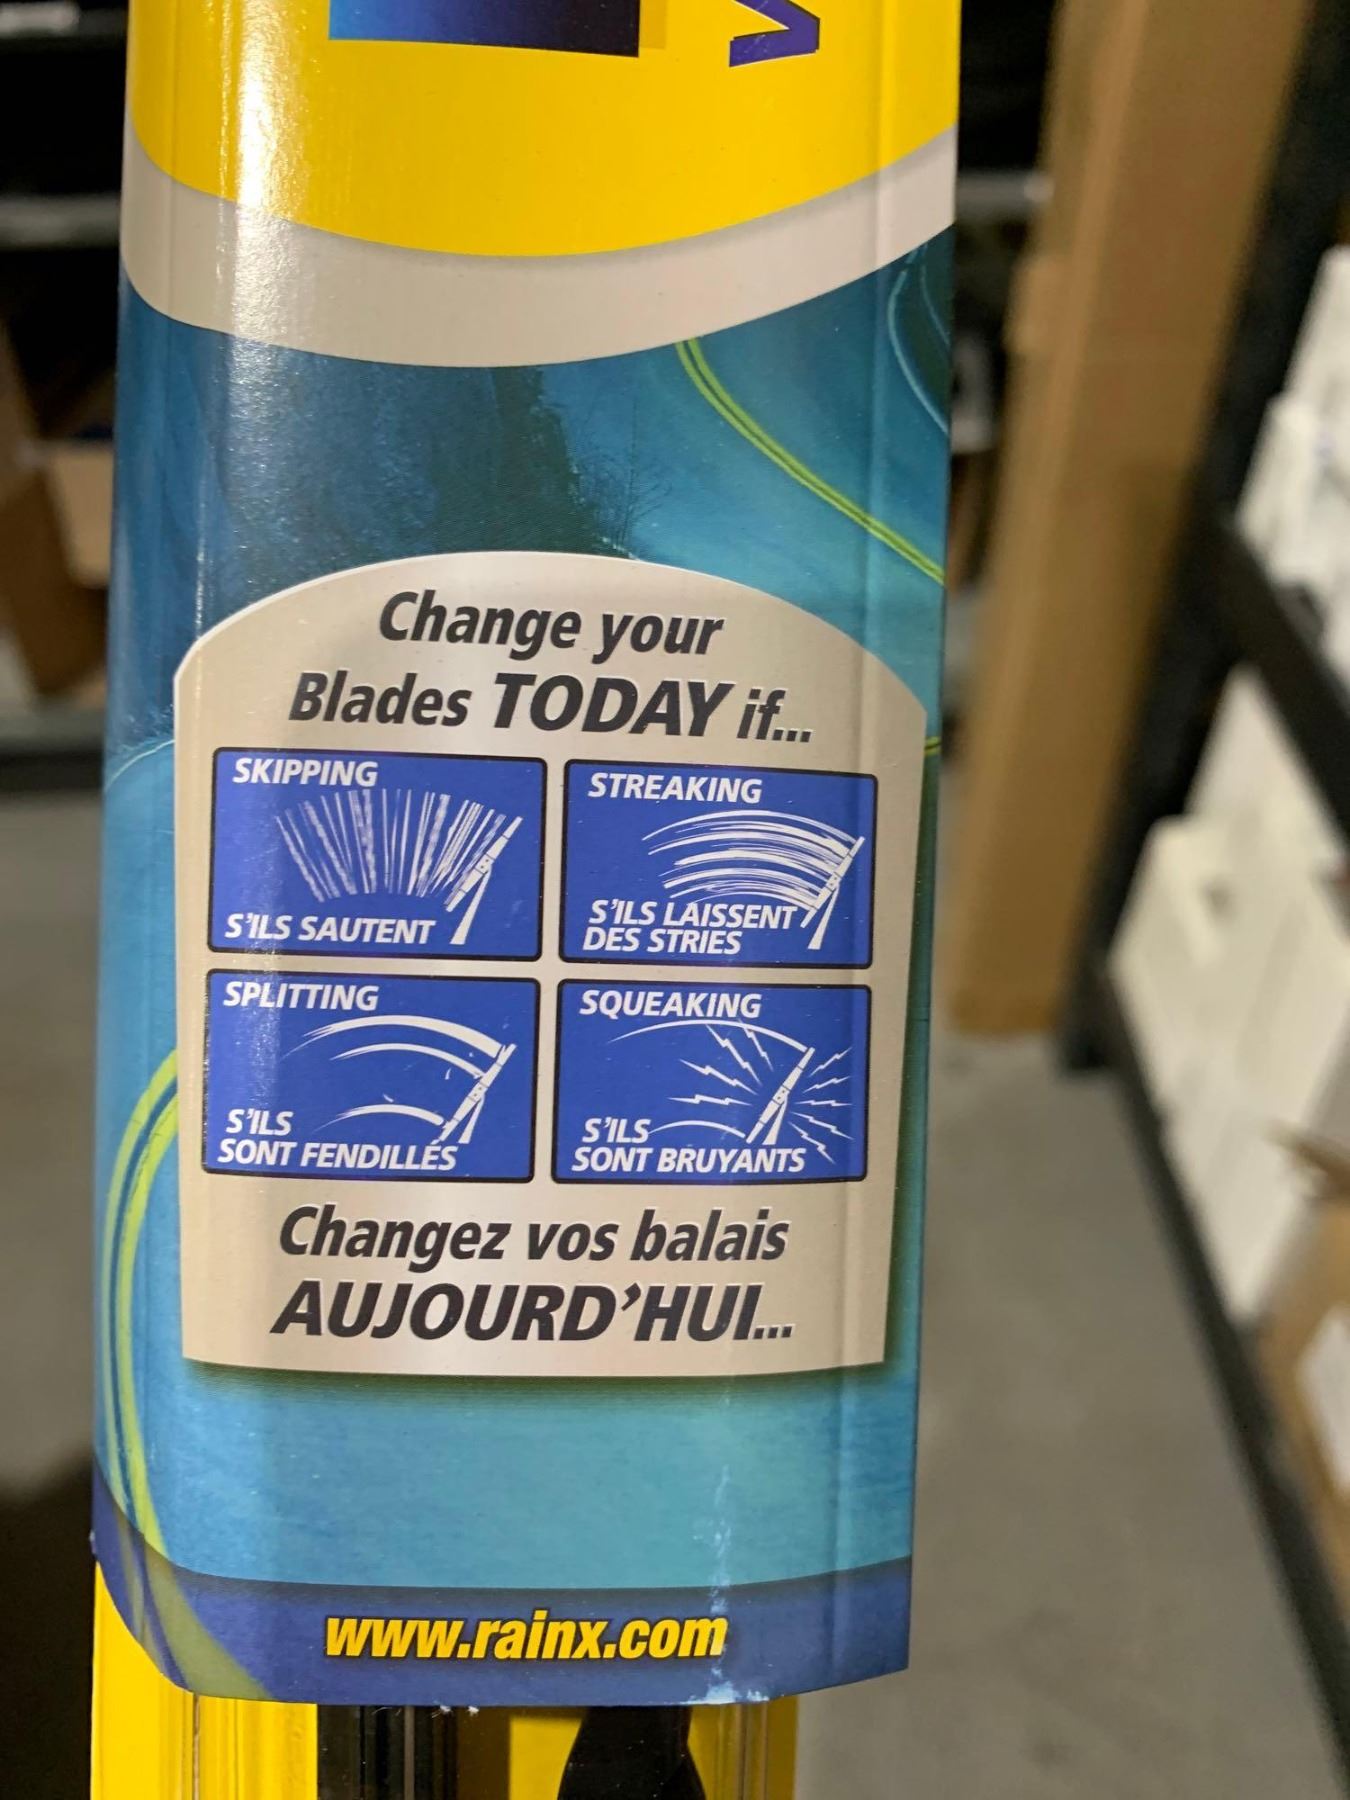 Change your
Blades TODAY if...
SKIPPING
S'ILS SAUTENT
STREAKING
S'ILS LAISSENT
DES STRIES
SPLITTING
S'ILS
SONT FENDILLÉS
SQUEAKING
S'ILS
SONT BRUYANTS
Changez vos balais
AUJOURD'HUI...
www.rainx.com